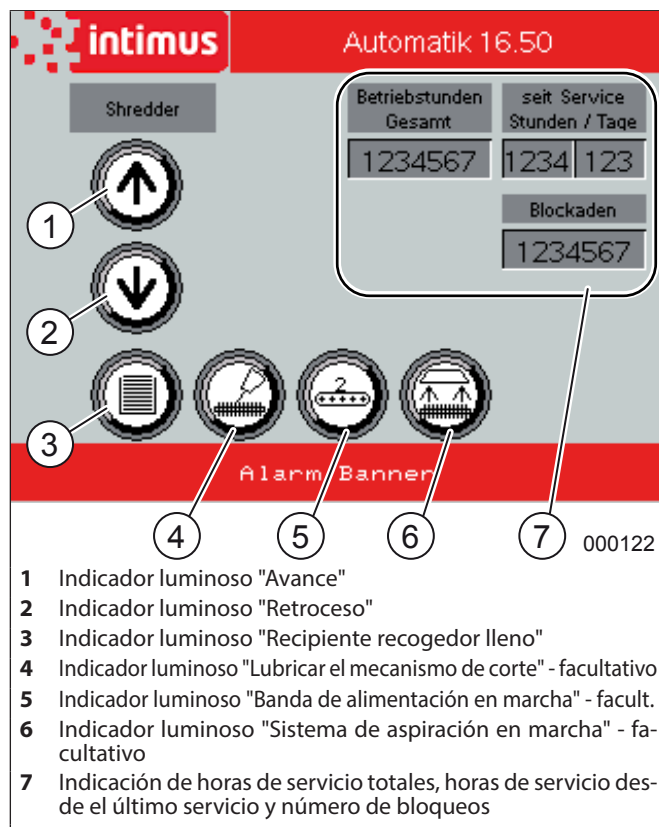 intimus
Automatik 16.50
Shredder
Betriebstunden
Gesamt
seit Service
Stunden / Tage
1234567
1234 123
Blockaden
1234567
1
2
2
3
Alarm Banner
4 5 6 7
000122
1 Indicador luminoso "Avance"
2 Indicador luminoso "Retroceso"
3 Indicador luminoso "Recipiente recogedor lleno"
4 Indicador luminoso "Lubricar el mecanismo de corte" - facultativo
5 Indicador luminoso "Banda de alimentación en marcha" - facult.
6 Indicador luminoso "Sistema de aspiración en marcha" - fa-
cultativo
7 Indicación de horas de servicio totales, horas de servicio des-
de el último servicio y número de bloqueos